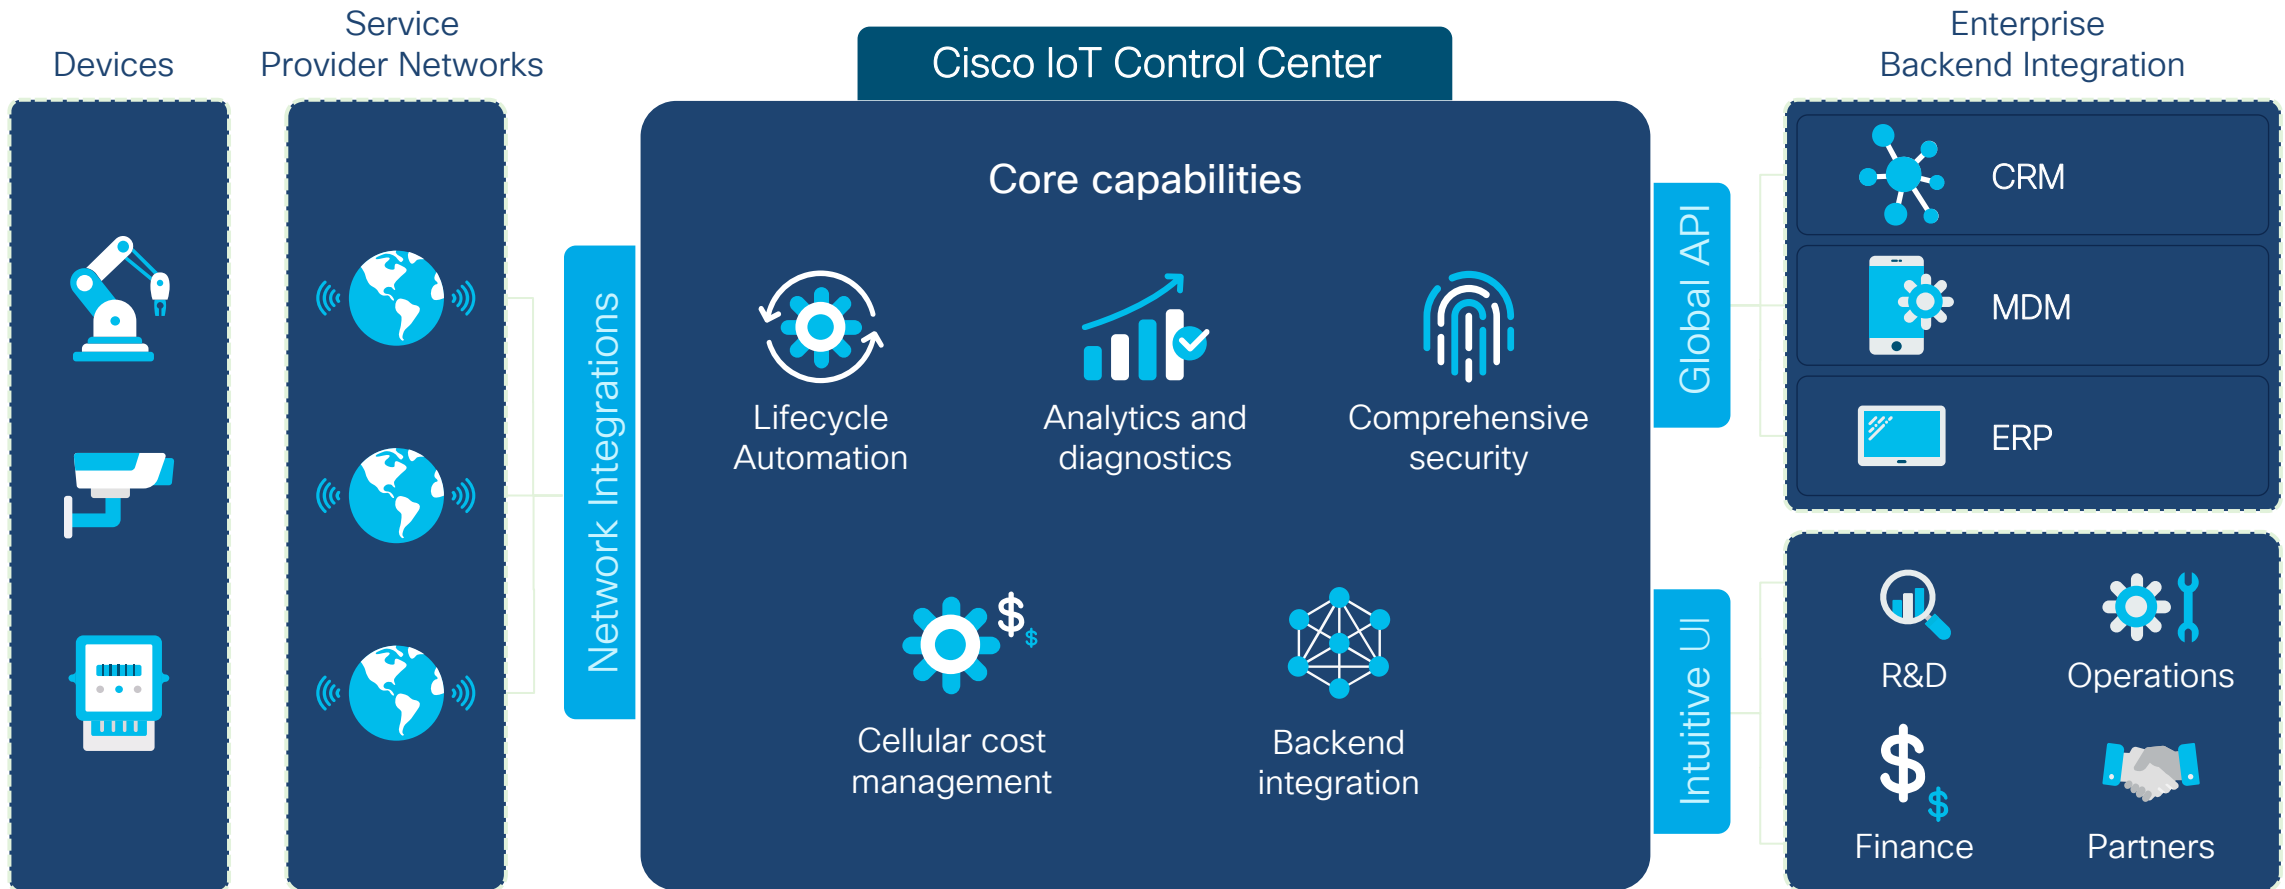 Devices
Service
Provider Networks
Cisco IoT Control Center
Enterprise
Backend Integration
Network Integrations
Core capabilities
Lifecycle
Automation
Analytics and
diagnostics
Comprehensive
security
Cellular cost
management
Backend
integration
Global API
Intuitive UI
CRM
MDM
ERP
R&D
Operations
Finance
Partners